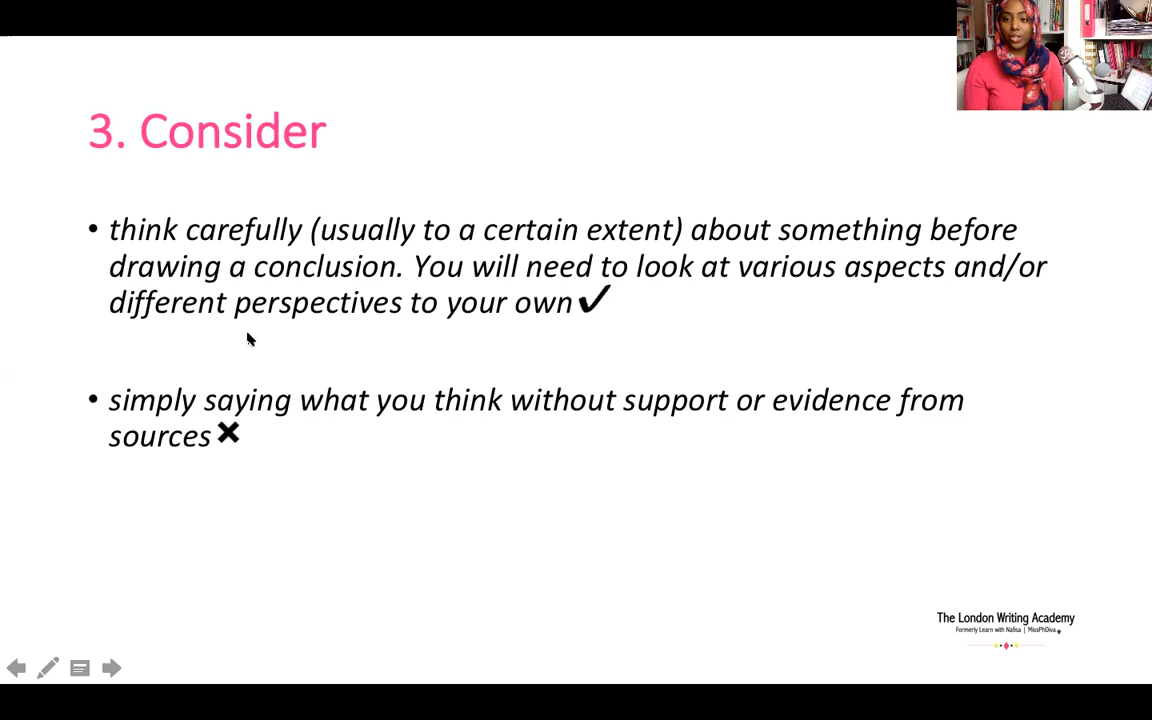 3. Consider
• think carefully (usually to a certain extent) about something before
drawing a conclusion. You will need to look at various aspects and/or
different perspectives to your own ✓
• simply saying what you think without support or evidence from
sources ✖
The London Writing Academy
Formerly Learn with Nafisa | MissPhDiva